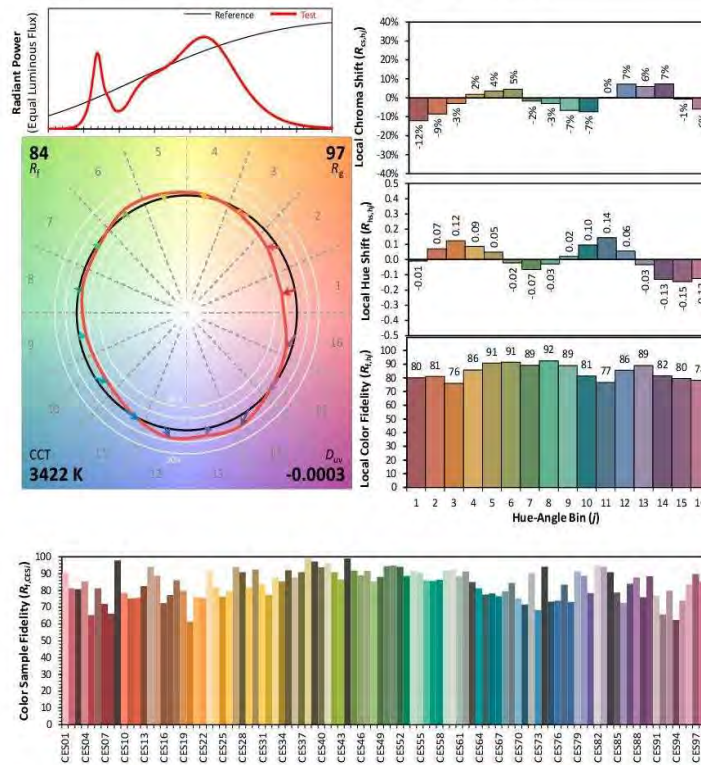 Reference Test
Radiant Power
(Equal Luminous Flux)
84
Rf
97
Rg
5
4
6
3
7
2
8
1
9
16
10
11
12
13
14
15
CCT
3422 K
Duv
-0.0003
Local Chroma Shift (Rcs,hj)
40%
30%
20%
10%
0%
-10%
-20%
-30%
-40%
-12%
-9%
-3%
2%
4%
5%
-2%
-3%
-7%
-7%
0%
7%
6%
7%
-1%
Local Hue Shift (Rhs,hj)
0.5
0.4
0.3
0.2
0.1
0.0
-0.1
-0.2
-0.3
-0.4
-0.5
-0.01
0.07
0.12
0.09
0.05
-0.02
-0.07
-0.03
0.02
0.10
0.14
0.06
-0.03
-0.13
-0.15
Local Color Fidelity (Rf,hj)
100
90
80
70
60
50
40
30
20
10
0
80 81 76 86 91 91 89 92 89 81 77 86 89 82 80
1 2 3 4 5 6 7 8 9 10 11 12 13 14 15
Hue-Angle Bin (j)
Color Sample Fidelity (Rf,CESi)
100
90
80
70
60
50
40
30
20
10
0
CES01
CES04
CES07
CES10
CES13
CES16
CES19
CES22
CES25
CES28
CES31
CES34
CES37
CES40
CES43
CES46
CES49
CES52
CES55
CES58
CES61
CES64
CES67
CES70
CES73
CES76
CES79
CES82
CES85
CES88
CES91
CES94
CES97